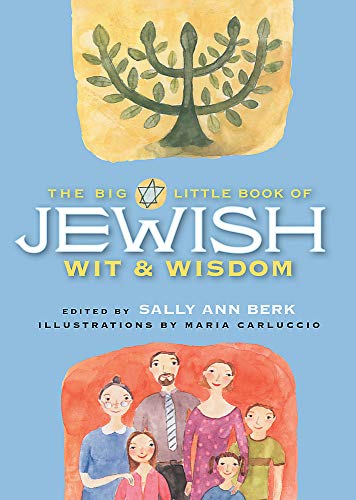 THE BIG LITTLE BOOK OF
JEWISH
WIT & WISDOM
EDITED BY SALLY ANN BERK
ILLUSTRATIONS BY MARIA CARLUCCIO